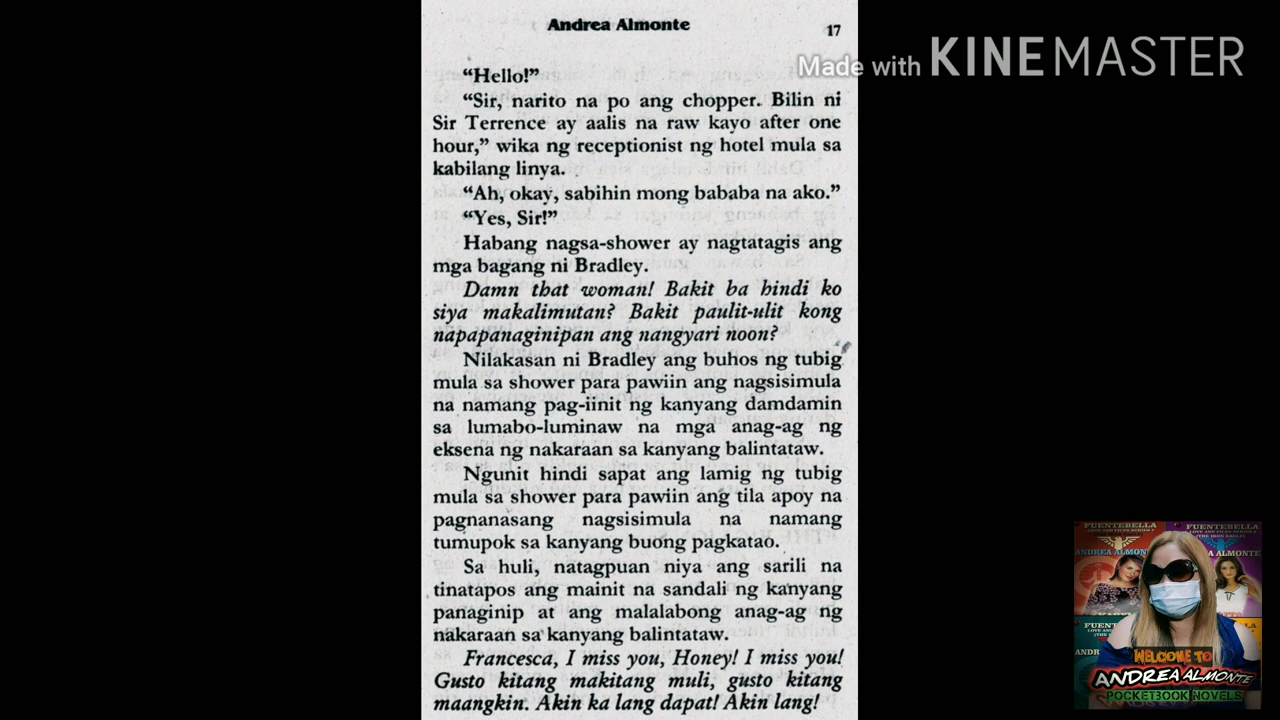 Andrea Almonte
17
Made with KINEMASTER
“Hello!”
“Sir, narito na po ang chopper. Bilin ni
Sir Terrence ay aalis na raw kayo after one
hour,” wika ng receptionist ng hotel mula sa
kabilang linya.
“Ah, okay, sabihin mong bababa na ako.”
“Yes, Sir!”
Habang nagsa-shower ay nagtatagis ang
mga bagang ni Bradley.
Damn that woman! Bakit ba hindi ko
siya makalimutan? Bakit paulit-ulit kong
napapanaginipan ang nangyari noon?
Nilakasan ni Bradley ang buhos ng tubig
mula sa shower para pawiin ang nagsisimula
na namang pag-iinit ng kanyang damdamin
sa lumabo-luminaw na mga anag-ag ng
eksena ng nakaraan sa kanyang balintataw.
Ngunit hindi sapat ang lamig ng tubig
mula sa shower para pawiin ang tila apoy na
pagnanasang nagsisimula na namang
tumupok sa kanyang buong pagkatao.
Sa huli, natagpuan niya ang sarili na
tinatapos ang mainit na sandali ng kanyang
panaginip at ang malalabong anag-ag ng
nakaraan sa kanyang balintataw.
Francesca, I miss you, Honey! I miss you!
Gusto kitang makitang muli, gusto kitang
maangkin. Akin ka lang dapat! Akin lang!
FUENTEBELLA
FUENTEBELLA
WELCOME TO
ANDREA ALMONTE
POCKETBOOK NOVELS